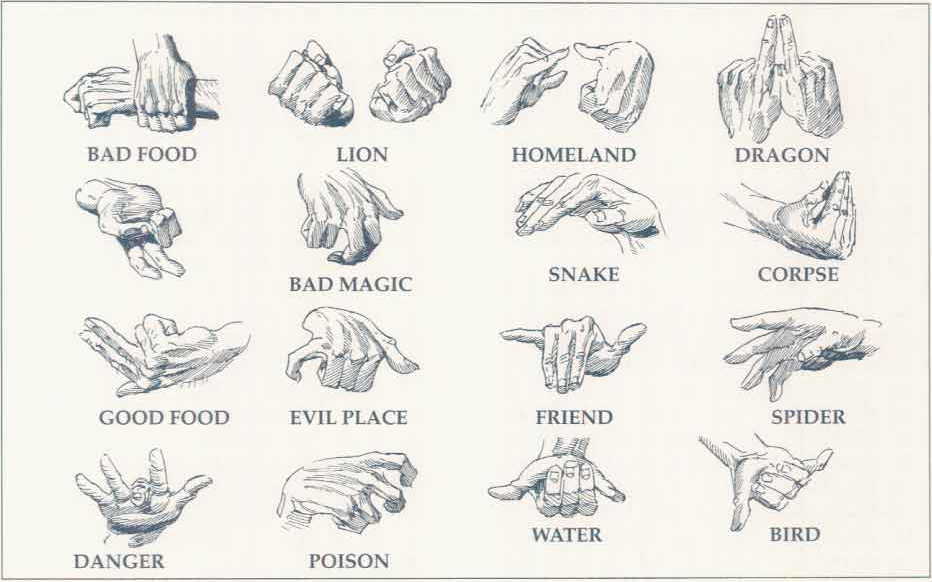 BAD FOOD
LION
HOMELAND
DRAGON
BAD MAGIC
SNAKE
CORPSE
GOOD FOOD
EVIL PLACE
FRIEND
SPIDER
DANGER
POISON
WATER
BIRD